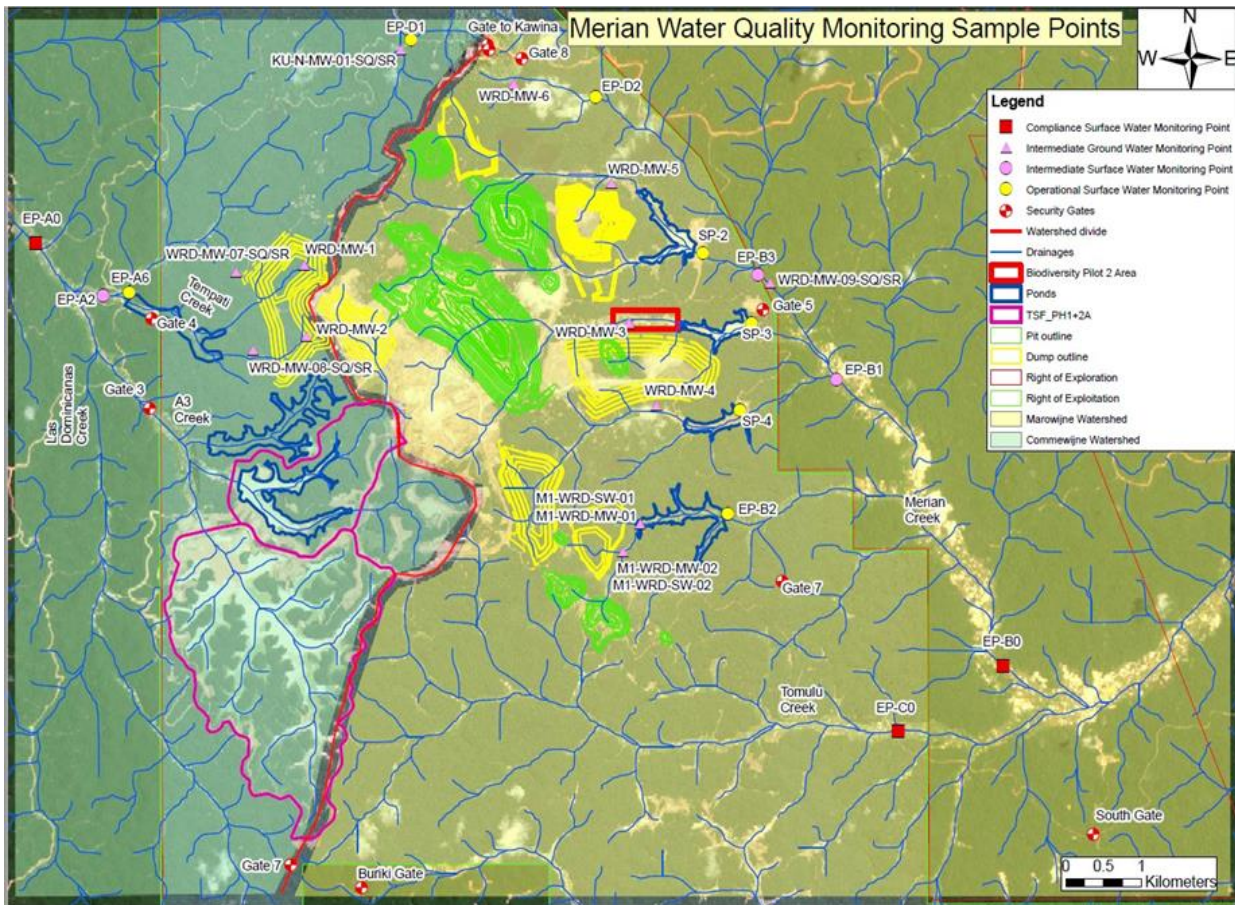 Merian Water Quality Monitoring Sample Points
N
W
E
S
EP-D1
Gate to Kawina
Gate 8
KU-N-MW-01-SQ/SR
WRD-MW-6
EP-D2
WRD-MW-5
EP-A0
WRD-MW-07-SQ/SR
WRD-MW-1
SP-2
EP-B3
WRD-MW-09-SQ/SR
EP-A6
EP-A2
Tempati
Creek
Gate 4
Gate 5
WRD-MW-2
WRD-MW-3
SP-3
WRD-MW-08-SQ/SR
EP-B1
Gate 3
A3
Creek
Las
Dominicanas
Creek
WRD-MW-4
SP-4
M1-WRD-SW-01
M1-WRD-MW-01
EP-B2
Merian
Creek
M1-WRD-MW-02
M1-WRD-SW-02
Gate 7
EP-B0
Tomulu
Creek
EP-C0
South Gate
Gate 7
Buriki Gate
Legend
Compliance Surface Water Monitoring Point
Intermediate Ground Water Monitoring Point
Intermediate Surface Water Monitoring Point
Operational Surface Water Monitoring Point
Security Gates
Watershed divide
Drainages
Biodiversity Pilot 2 Area
Ponds
TSF_PH1+2A
Pit outline
Dump outline
Right of Exploration
Right of Exploitation
Marowijne Watershed
Commewijne Watershed
0 0.5 1
Kilometers